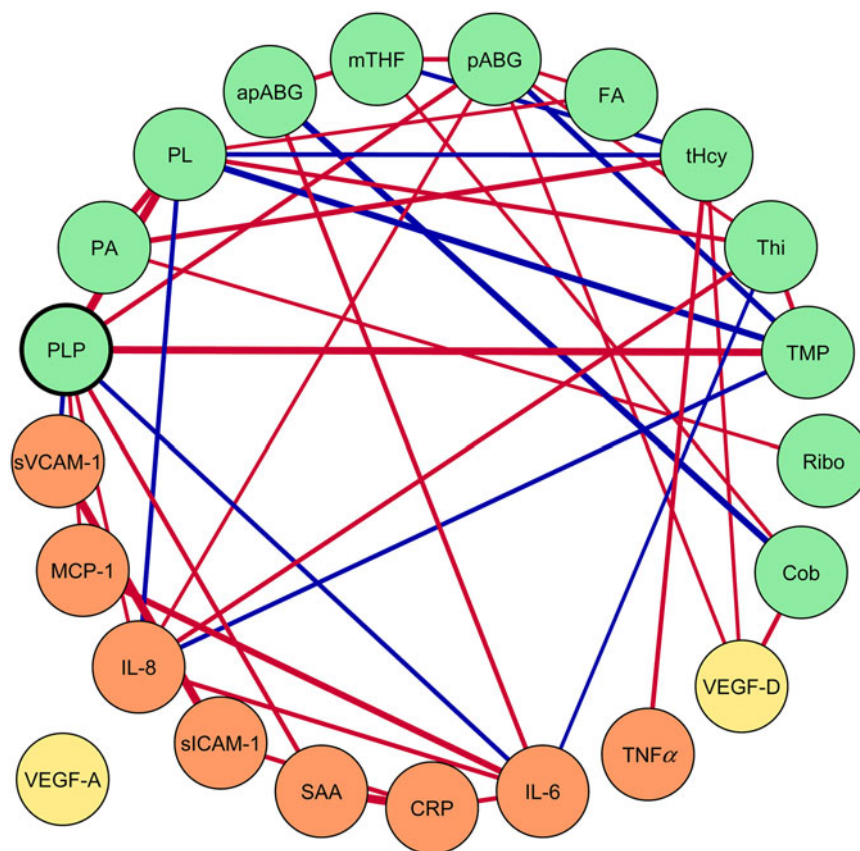 mTHF
pABG
apABG
FA
PL
tHcy
PA
Thi
PLP
TMP
sVCAM-1
Ribo
MCP-1
Cob
IL-8
VEGF-D
sICAM-1
TNFα
VEGF-A
SAA
CRP
IL-6